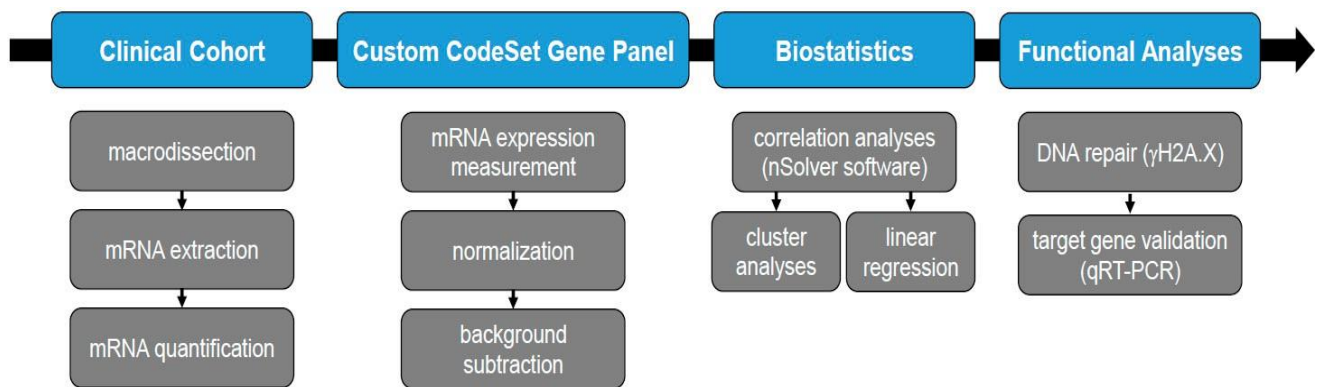 Clinical Cohort
Custom CodeSet Gene Panel
Biostatistics
Functional Analyses
macrodissection
mRNA extraction
mRNA quantification
mRNA expression
measurement
normalization
background
subtraction
correlation analyses
(nSolver software)
cluster
analyses
linear
regression
DNA repair (γH2A.X)
target gene validation
(qRT-PCR)